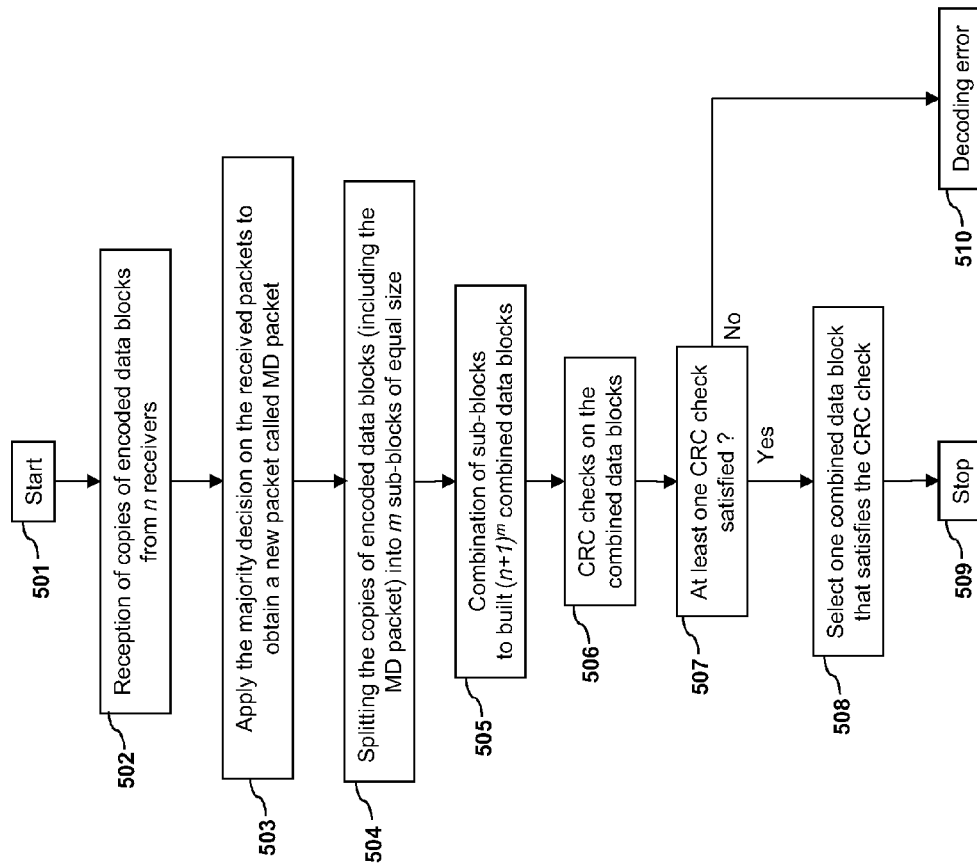 Start
501
Reception of copies of encoded data blocks
from n receivers
502
Apply the majority decision on the received packets to
obtain a new packet called MD packet
503
Splitting the copies of encoded data blocks (including the
MD packet) into m sub-blocks of equal size
504
Combination of sub-blocks
to built (n+1)^m combined data blocks
505
CRC checks on the
combined data blocks
506
At least one CRC check
satisfied ?
507
No
Yes
Select one combined data block
that satisfies the CRC check
508
Stop
509
Decoding error
510